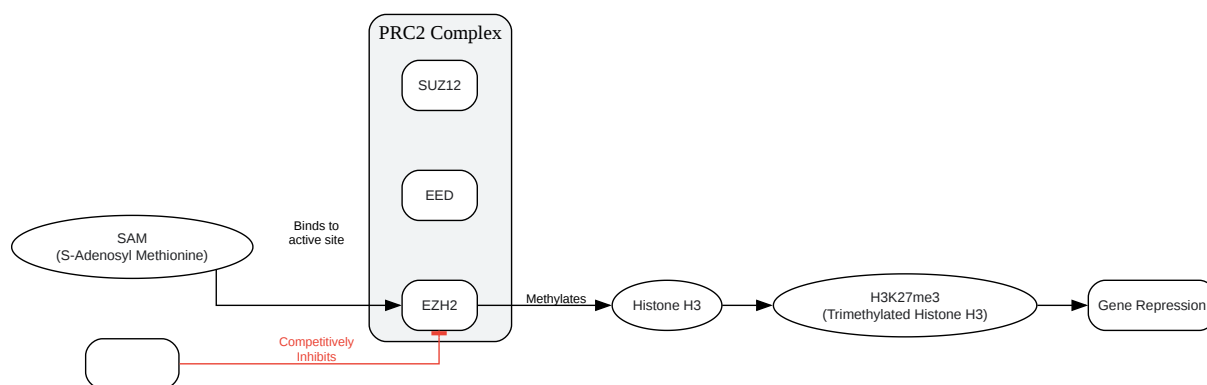 PRC2 Complex
SUZ12
EED
SAM
(S-Adenosyl Methionine)
Binds to
active site
EZH2
Methylates
Histone H3
H3K27me3
(Trimethylated Histone H3)
Gene Repression
Competitively
Inhibits